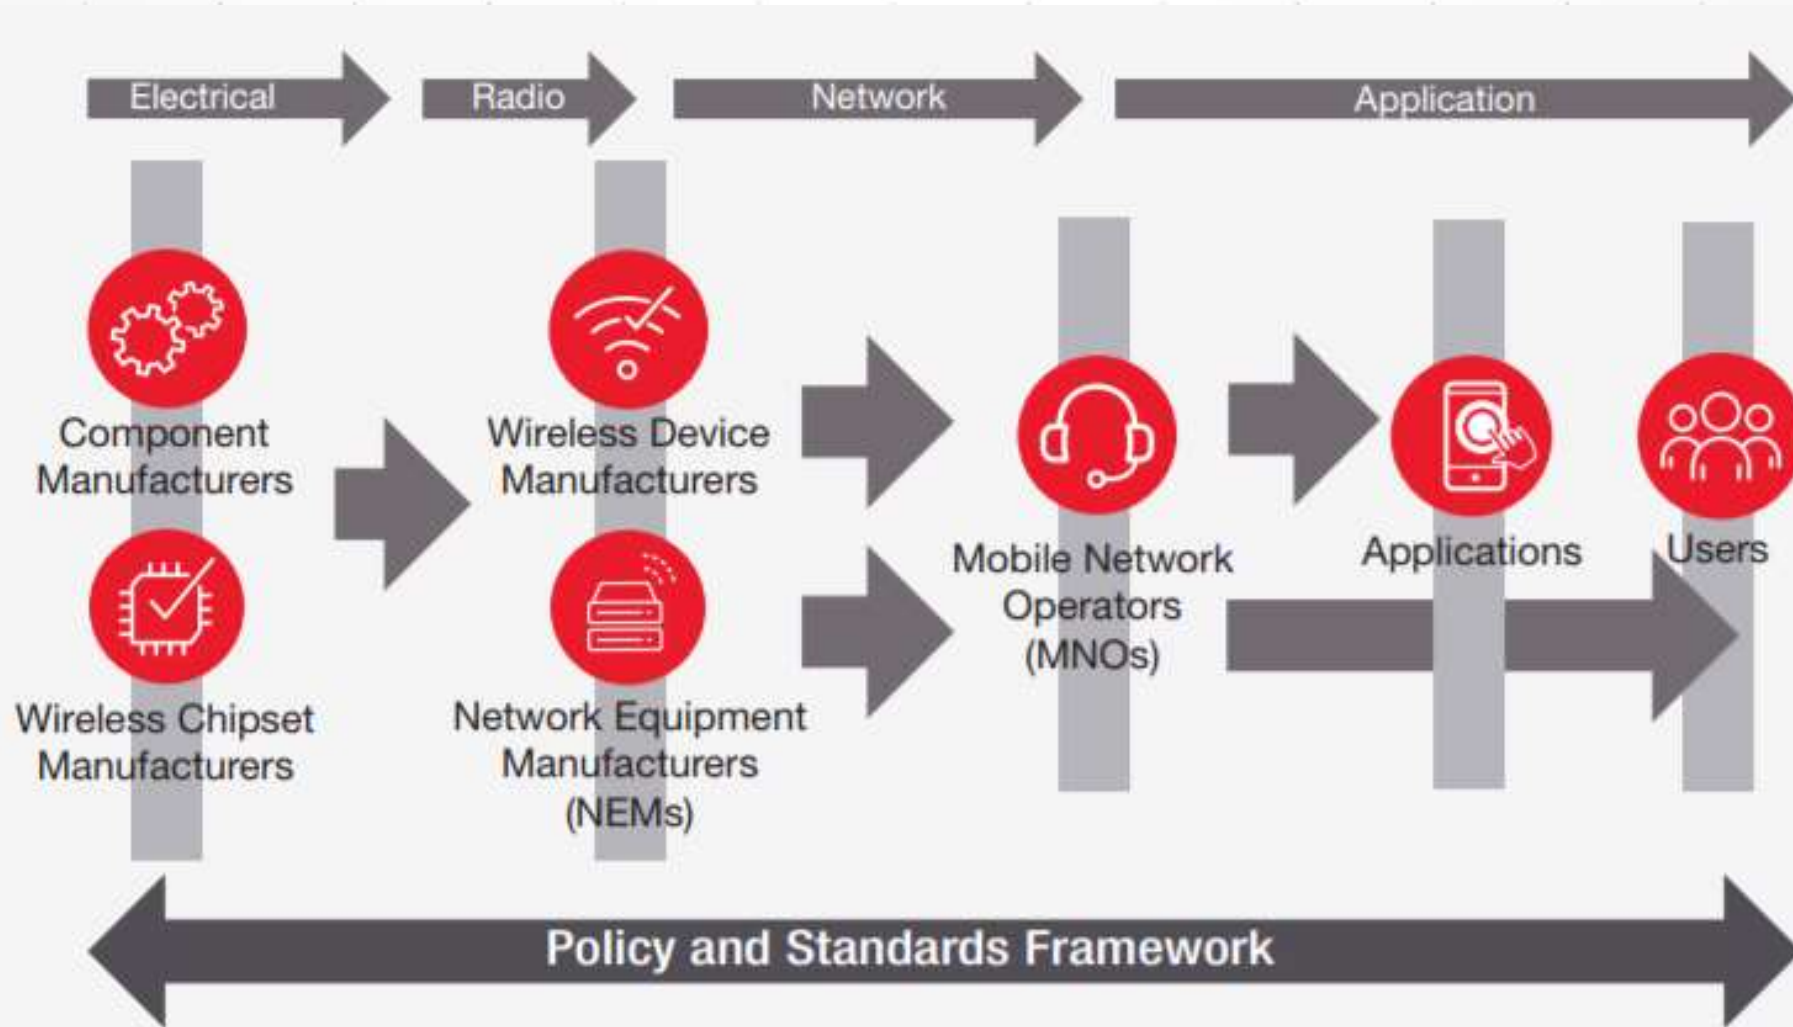 Electrical
Radio
Network
Application
Component
Manufacturers
Wireless Device
Manufacturers
Mobile Network
Operators
(MNOs)
Applications
Users
Wireless Chipset
Manufacturers
Network Equipment
Manufacturers
(NEMs)
Policy and Standards Framework